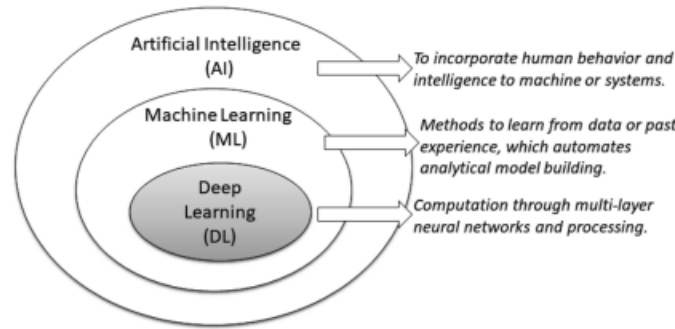 Artificial Intelligence
(AI)
To incorporate human behavior and
intelligence to machine or systems.
Machine Learning
(ML)
Methods to learn from data or past
experience, which automates
analytical model building.
Deep
Learning
(DL)
Computation through multi-layer
neural networks and processing.